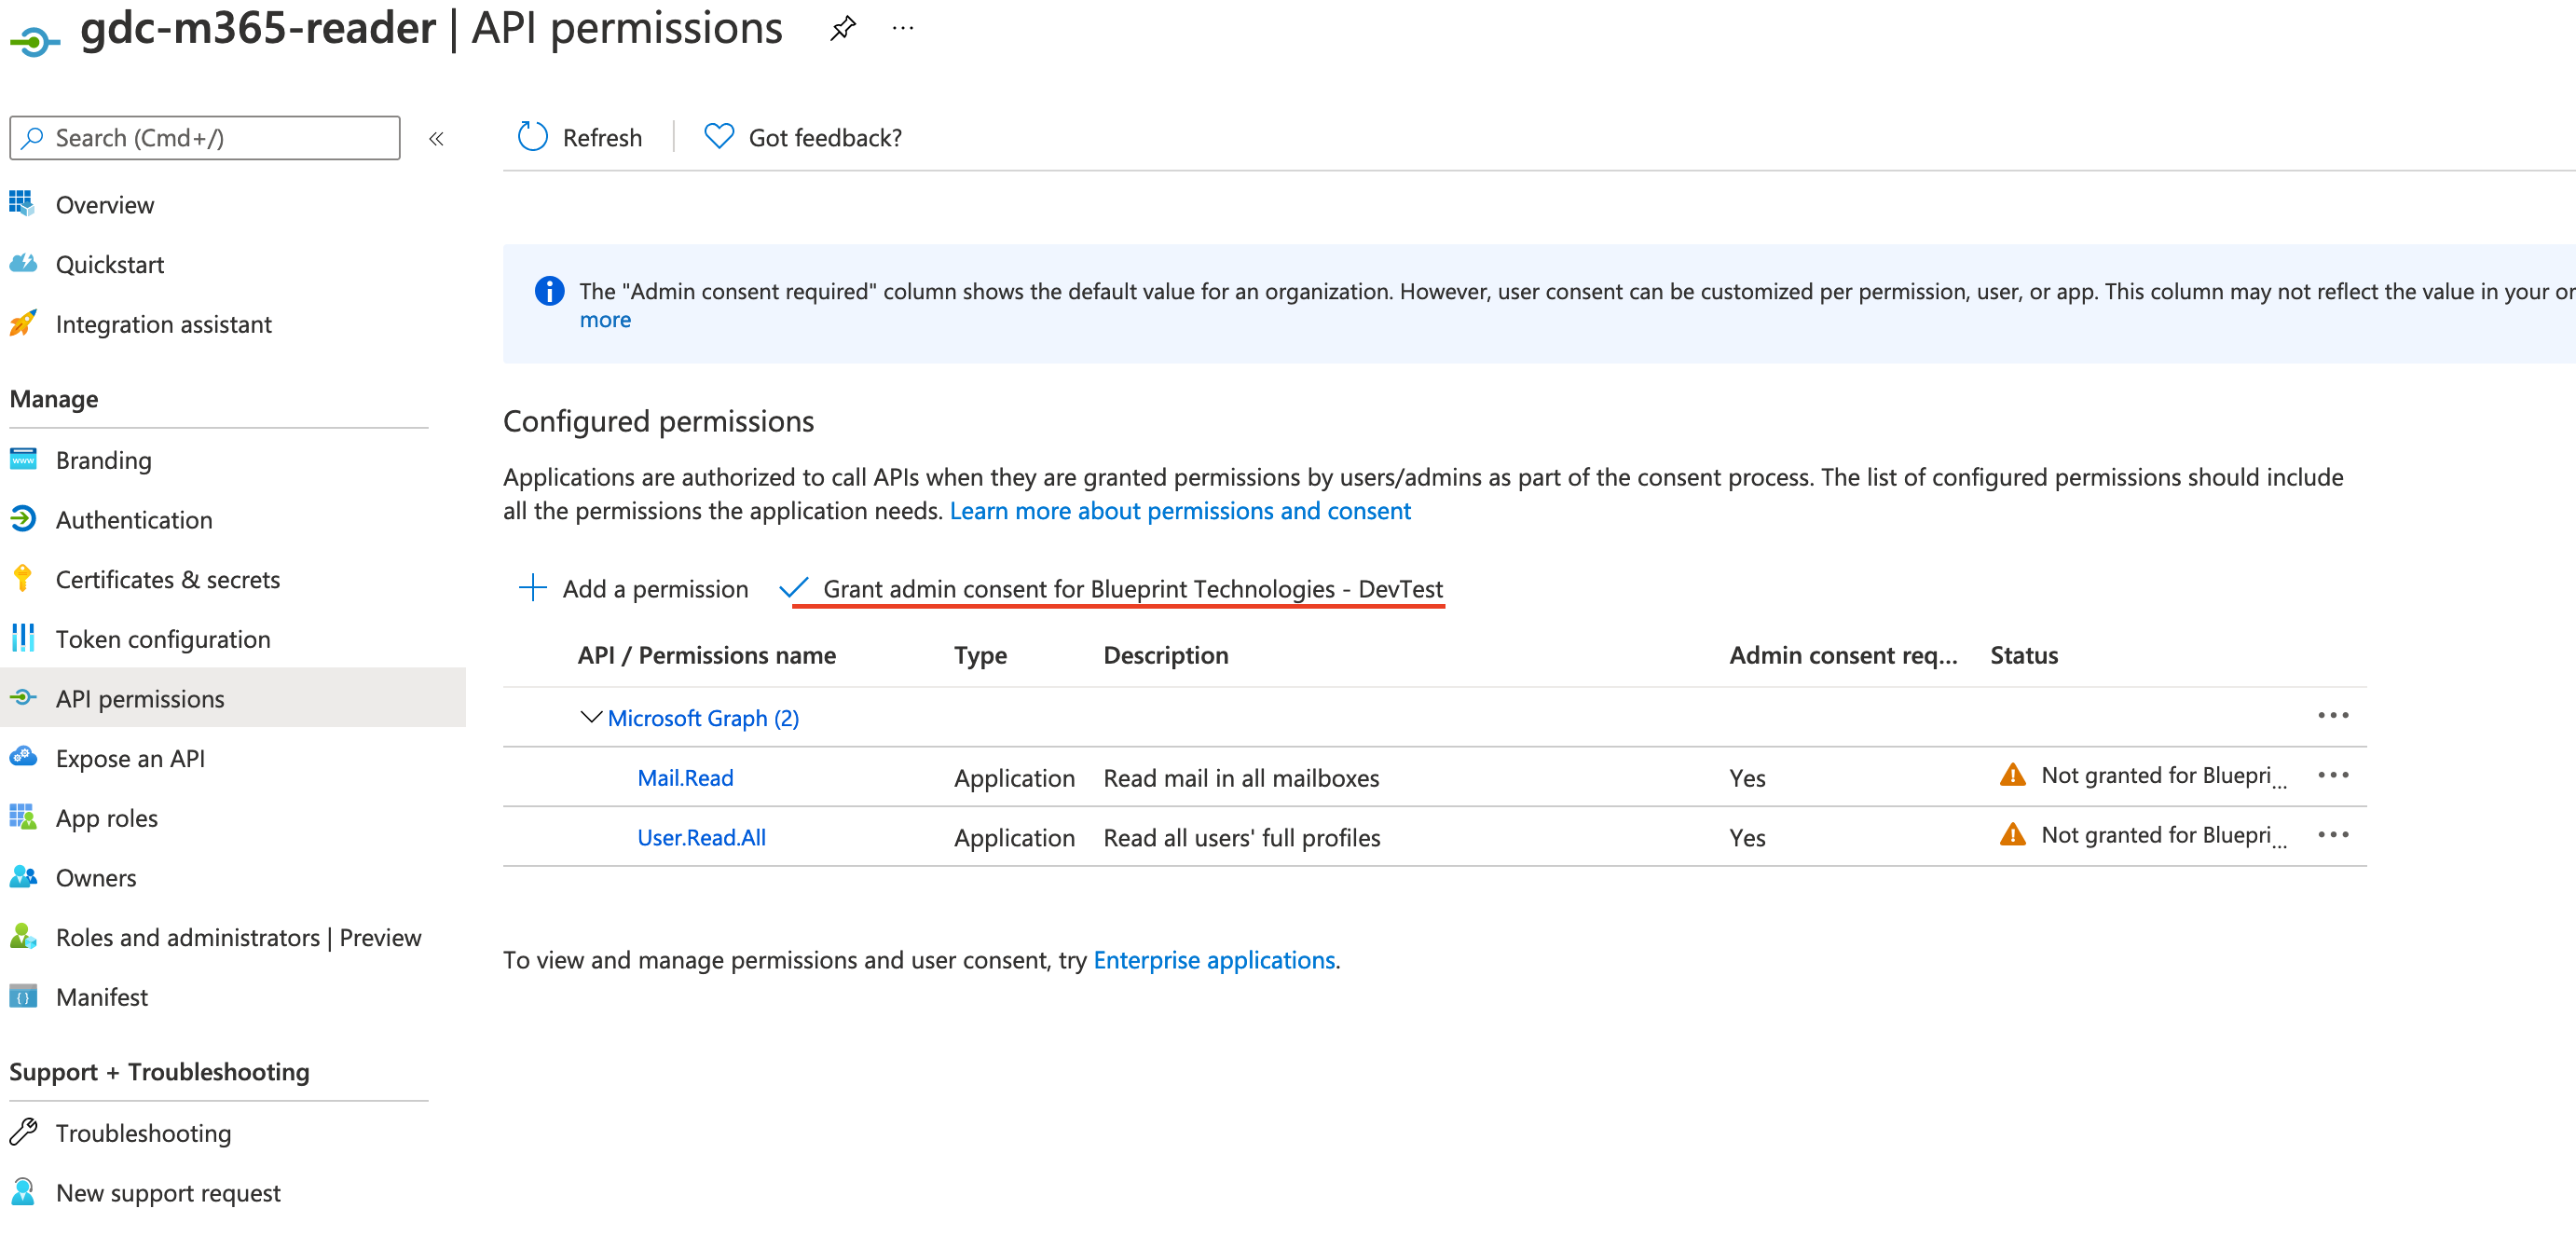 gdc-m365-reader | API permissions
Search (Cmd+/)
«
Refresh
Got feedback?
Overview
Quickstart
Integration assistant
Manage
Branding
Authentication
Certificates & secrets
Token configuration
API permissions
Expose an API
App roles
Owners
Roles and administrators | Preview
Manifest
Support + Troubleshooting
Troubleshooting
New support request
The "Admin consent required" column shows the default value for an organization. However, user consent can be customized per permission, user, or app. This column may not reflect the value in your or
more
Configured permissions
Applications are authorized to call APIs when they are granted permissions by users/admins as part of the consent process. The list of configured permissions should include
all the permissions the application needs. Learn more about permissions and consent
Add a permission
Grant admin consent for Blueprint Technologies - DevTest
API / Permissions name Type Description Admin consent req... Status
Microsoft Graph (2)
Mail.Read Application Read mail in all mailboxes Yes Not granted for Bluepri...
User.Read.All Application Read all users' full profiles Yes Not granted for Bluepri...
To view and manage permissions and user consent, try Enterprise applications.